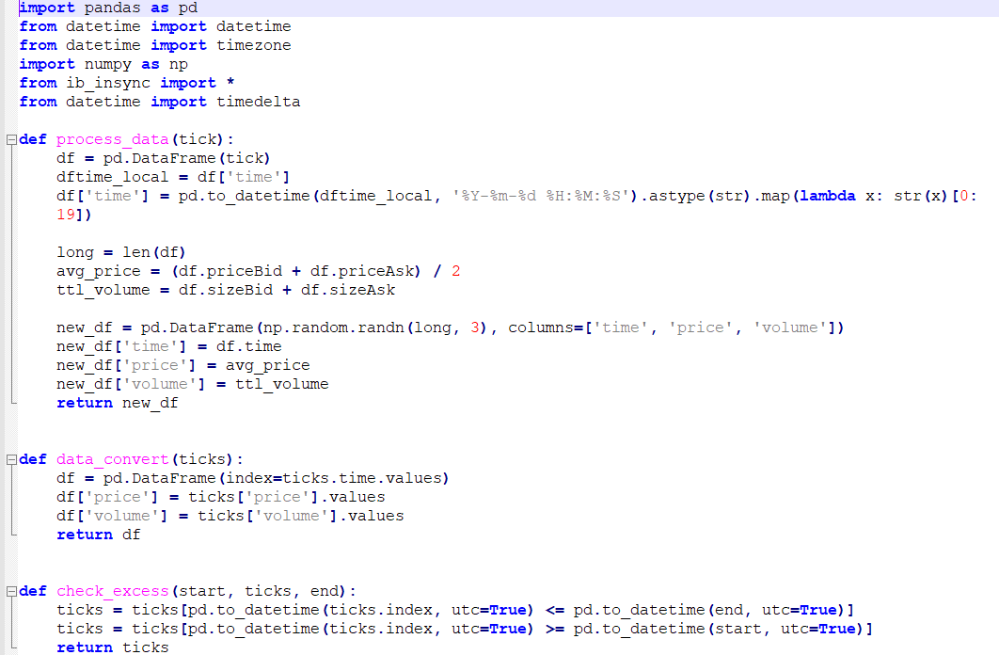 import pandas as pd
from datetime import datetime
from datetime import timezone
import numpy as np
from ib_insync import *
from datetime import timedelta
def process_data(tick):
    df = pd.DataFrame(tick)
    dftime_local = df['time']
    df['time'] = pd.to_datetime(dftime_local, '%Y-%m-%d %H:%M:%S').astype(str).map(lambda x: str(x)[0:
    19])
    long = len(df)
    avg_price = (df.priceBid + df.priceAsk) / 2
    ttl_volume = df.sizeBid + df.sizeAsk
    new_df = pd.DataFrame(np.random.randn(long, 3), columns=['time', 'price', 'volume'])
    new_df['time'] = df.time
    new_df['price'] = avg_price
    new_df['volume'] = ttl_volume
    return new_df
def data_convert(ticks):
    df = pd.DataFrame(index=ticks.time.values)
    df['price'] = ticks['price'].values
    df['volume'] = ticks['volume'].values
    return df
def check_excess(start, ticks, end):
    ticks = ticks[pd.to_datetime(ticks.index, utc=True) <= pd.to_datetime(end, utc=True)]
    ticks = ticks[pd.to_datetime(ticks.index, utc=True) >= pd.to_datetime(start, utc=True)]
    return ticks